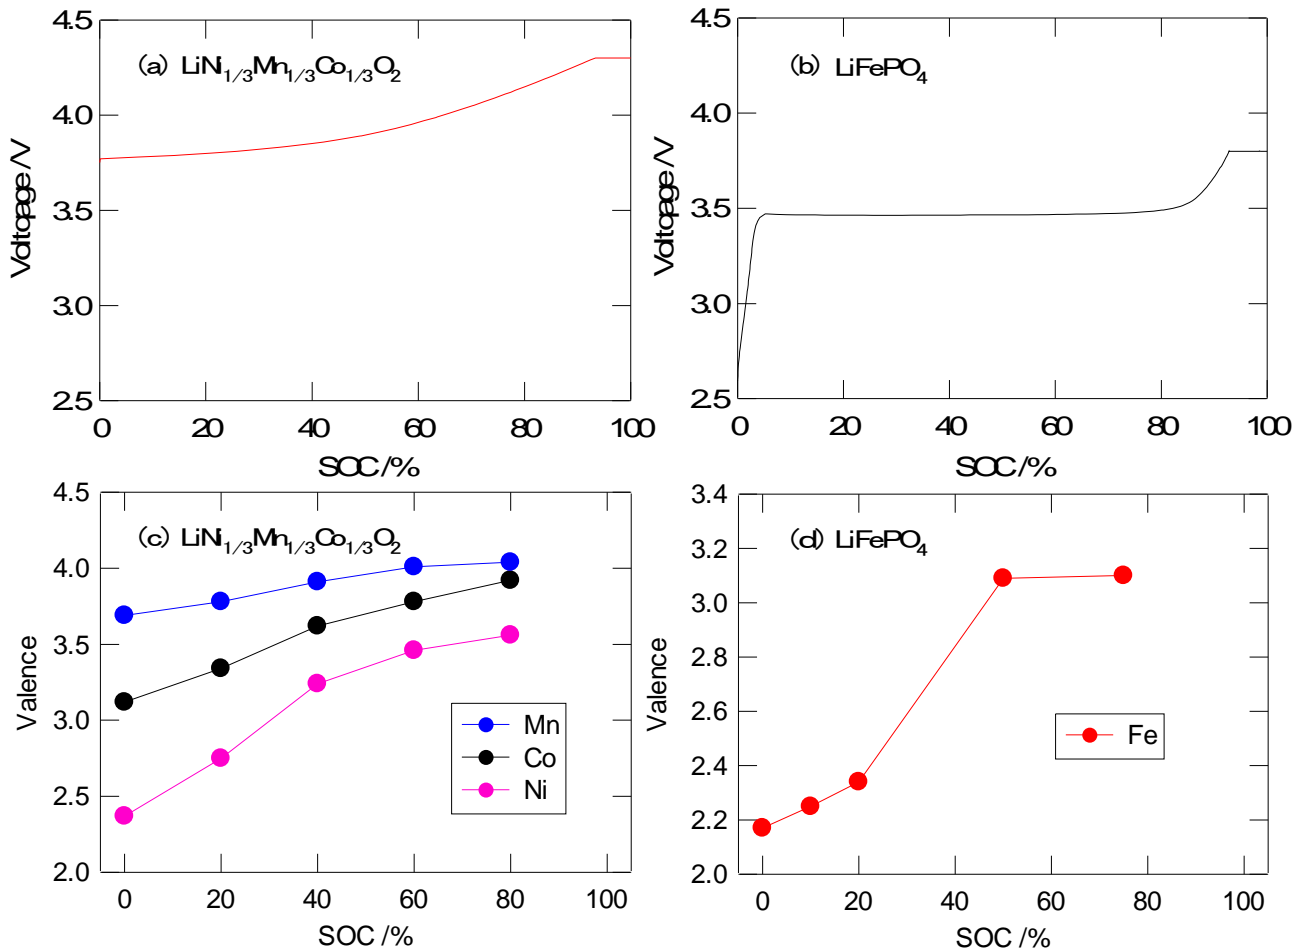 (a) LiNi1/3Mn1/3Co1/3O2
4.5
4.0
3.5
3.0
2.5
Voltopage/V
0 20 40 60 80 100
SOC/%
(b) LiFePO4
4.5
4.0
3.5
3.0
2.5
Voltopage/V
0 20 40 60 80 100
SOC/%
(c) LiNi1/3Mn1/3Co1/3O2
4.5
4.0
3.5
3.0
2.5
2.0
Valence
Mn
Co
Ni
0 20 40 60 80 100
SOC /%
(d) LiFePO4
3.4
3.2
3.0
2.8
2.6
2.4
2.2
2.0
Valence
Fe
0 20 40 60 80 100
SOC /%